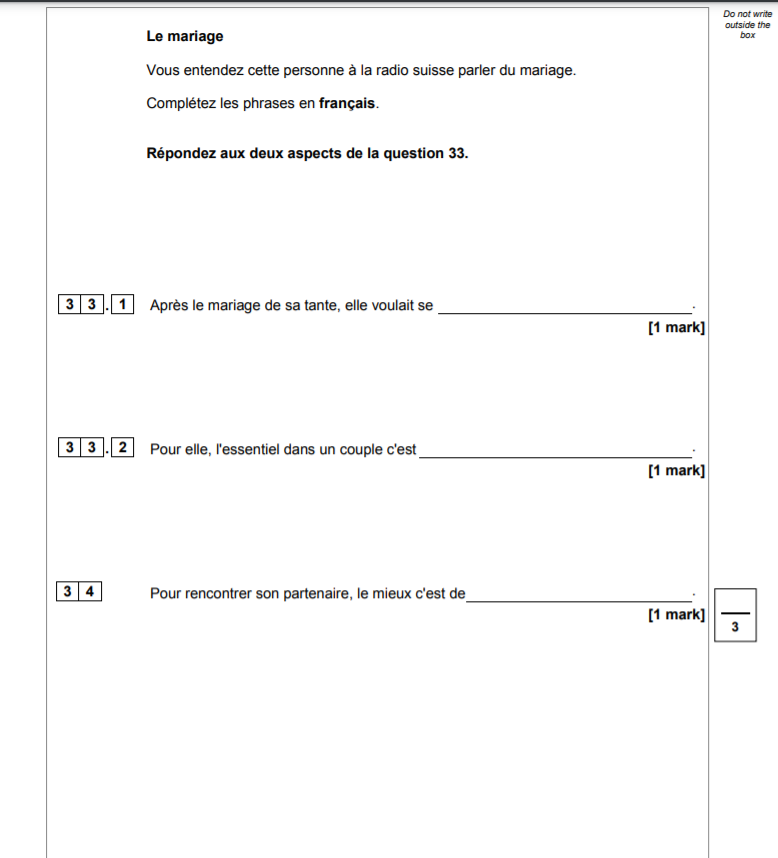 Do not write
outside the
box
Le mariage
Vous entendez cette personne à la radio suisse parler du mariage.
Complétez les phrases en français.
Répondez aux deux aspects de la question 33.
3 3 . 1 Après le mariage de sa tante, elle voulait se ____________________.
[1 mark]
3 3 . 2 Pour elle, l'essentiel dans un couple c'est ____________________.
[1 mark]
3 4 Pour rencontrer son partenaire, le mieux c'est de ____________________.
[1 mark]
3